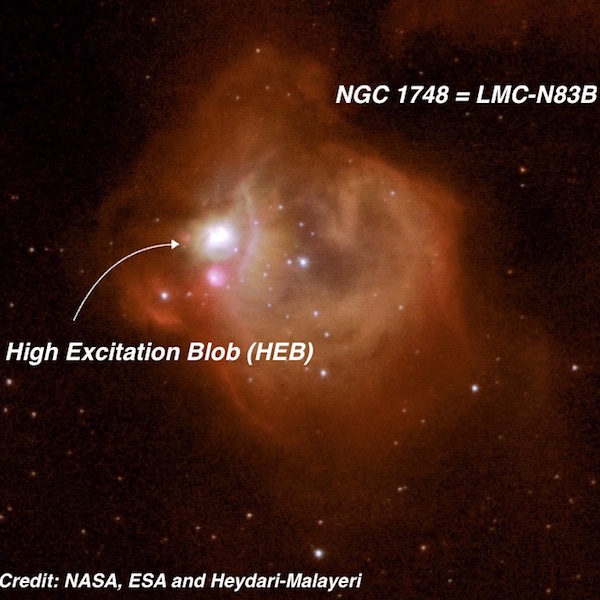 NGC 1748 = LMC-N83B
High Excitation Blob (HEB)
Credit: NASA, ESA and Heydari-Malayeri